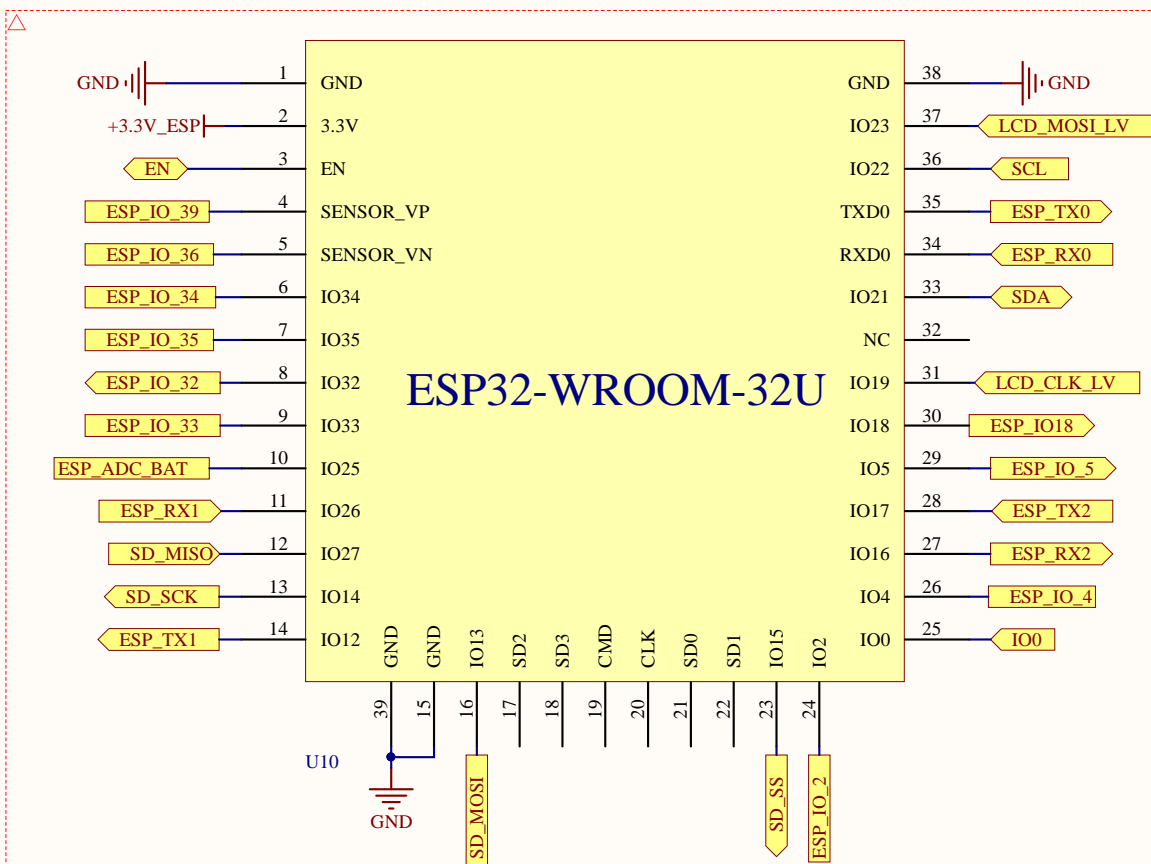 GND 1 GND GND 38 GND
+3.3V_ESP 2 3.3V IO23 37 LCD_MOSI_LV
EN 3 EN IO22 36 SCL
ESP_IO_39 4 SENSOR_VP TXD0 35 ESP_TX0
ESP_IO_36 5 SENSOR_VN RXD0 34 ESP_RX0
ESP_IO_34 6 IO34 IO21 33 SDA
ESP_IO_35 7 IO35 NC 32
ESP_IO_32 8 IO32 ESP32-WROOM-32U IO19 31 LCD_CLK_LV
ESP_IO_33 9 IO33 IO18 30 ESP_IO18
ESP_ADC_BAT 10 IO25 IO5 29 ESP_IO_5
ESP_RX1 11 IO26 IO17 28 ESP_TX2
SD_MISO 12 IO27 IO16 27 ESP_RX2
SD_SCK 13 IO14 IO4 26 ESP_IO_4
ESP_TX1 14 IO12 IO0 25 IO0
GND GND IO13 SD2 SD3 CMD CLK SD0 SD1 IO15 IO2
39 15 16 17 18 19 20 21 22 23 24
U10
GND SD_MOSI SD_SS ESP_IO_2